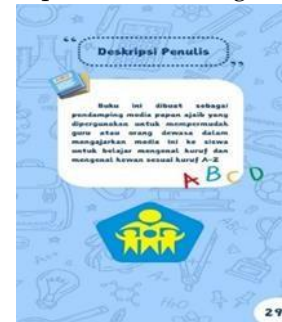 Deskripsi Penulis
Buku ini dibuat sebagai
pendamping media papan ajaib yang
dipergunakan untuk mempermudah
guru atau orang dewasa dalam
mengajarkan media ini ke siswa
untuk belajar mengenal huruf dan
mengenal hewan sesuai huruf A-Z
A B C D
29